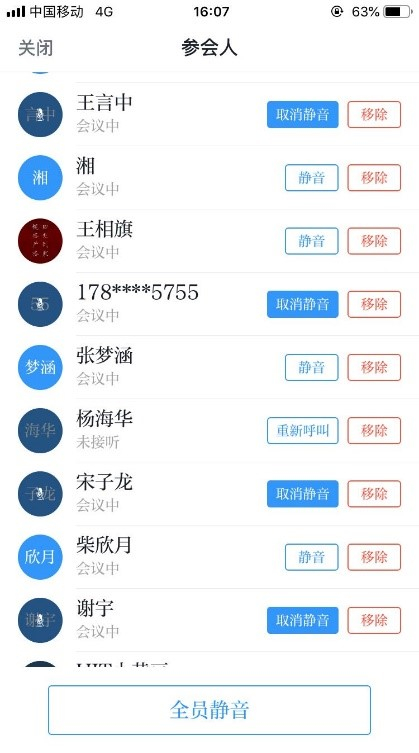 中国移动 4G 16:07 63%
关闭 参会人
言中 王言中 取消静音 移除
会议中
湘 湘 静音 移除
会议中
王相旗 静音 移除
会议中
55 178****5755 取消静音 移除
会议中
梦涵 张梦涵 静音 移除
会议中
海华 杨海华 重新呼叫 移除
未接听
子龙 宋子龙 取消静音 移除
会议中
欣月 柴欣月 静音 移除
会议中
谢宇 谢宇 取消静音 移除
会议中
全员静音